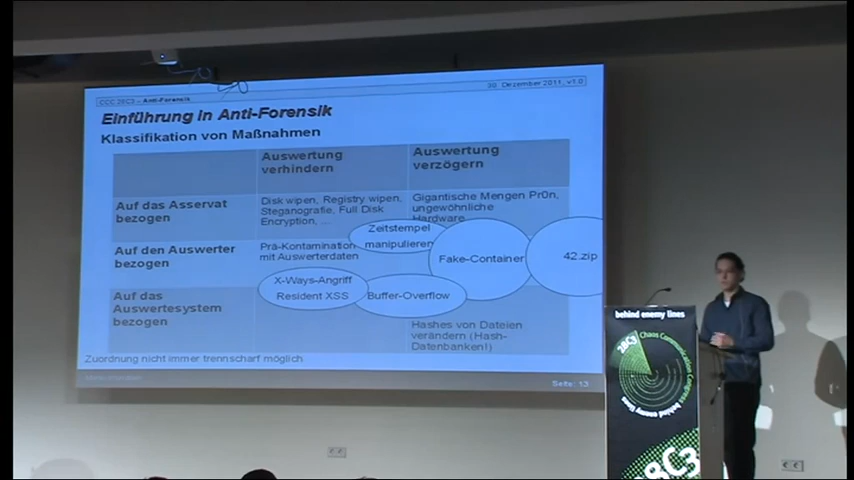 CCC 28C3 – Anti-Forensik
30. Dezember 2011, v1.0
Einführung in Anti-Forensik
Klassifikation von Maßnahmen
Auswertung
verhindern
Auswertung
verzögern
Auf das Asservat
bezogen
Disk wipen, Registry wipen,
Steganografie, Full Disk
Encryption, ...
Gigantische Mengen Pr0n,
ungewöhnliche
Hardware
Auf den Auswerter
bezogen
Prä-Kontamination
mit Auswerterdaten
Zeitstempel
manipulieren
Fake-Container
42.zip
Auf das
Auswertesystem
bezogen
X-Ways-Angriff
Resident XSS
Buffer-Overflow
Hashes von Dateien
verändern (Hash-
Datenbanken!)
Zuordnung nicht immer trennscharf möglich
Seite: 13
behind enemy lines
28C3
Chaos Communication Congress
behind enemy lines
28C3